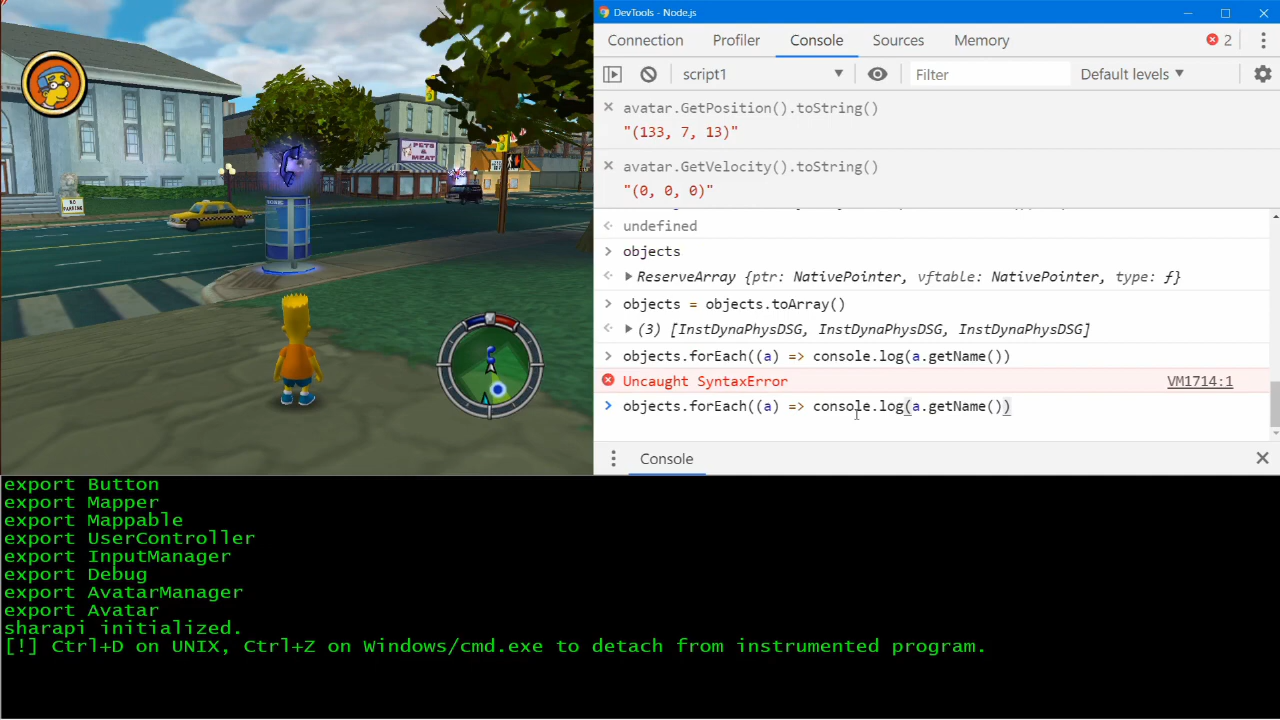 PETS & MEAT
NO PARKING
DevTools - Node.js
Connection Profiler Console Sources Memory 2
script1 Filter Default levels
avatar.GetPosition().toString()
"(133, 7, 13)"
avatar.GetVelocity().toString()
"(0, 0, 0)"
undefined
objects
ReserveArray {ptr: NativePointer, vftable: NativePointer, type: ƒ}
objects = objects.toArray()
(3) [InstDynaPhysDSG, InstDynaPhysDSG, InstDynaPhysDSG]
objects.forEach((a) => console.log(a.getName())
Uncaught SyntaxError VM1714:1
objects.forEach((a) => console.log(a.getName())
Console
export Button
export Mapper
export Mappable
export UserController
export InputManager
export Debug
export AvatarManager
export Avatar
sharapi initialized.
[!] Ctrl+D on UNIX, Ctrl+Z on Windows/cmd.exe to detach from instrumented program.